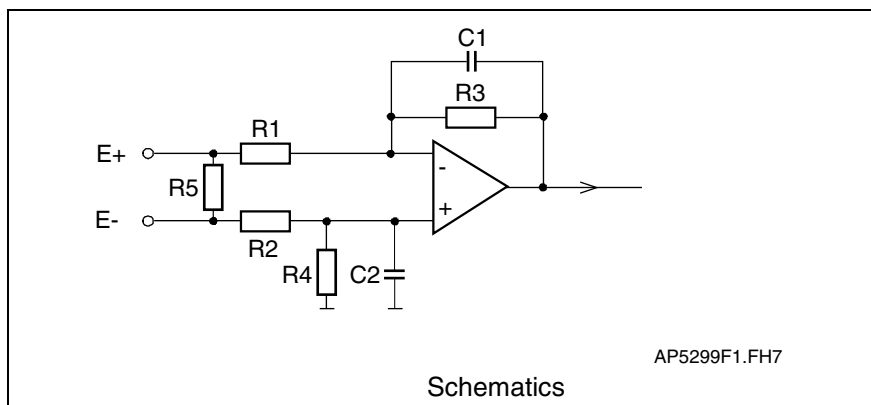 C1
R3
R1
E+
R5
-
E-
+
R2
R4
C2
AP5299F1.FH7
Schematics